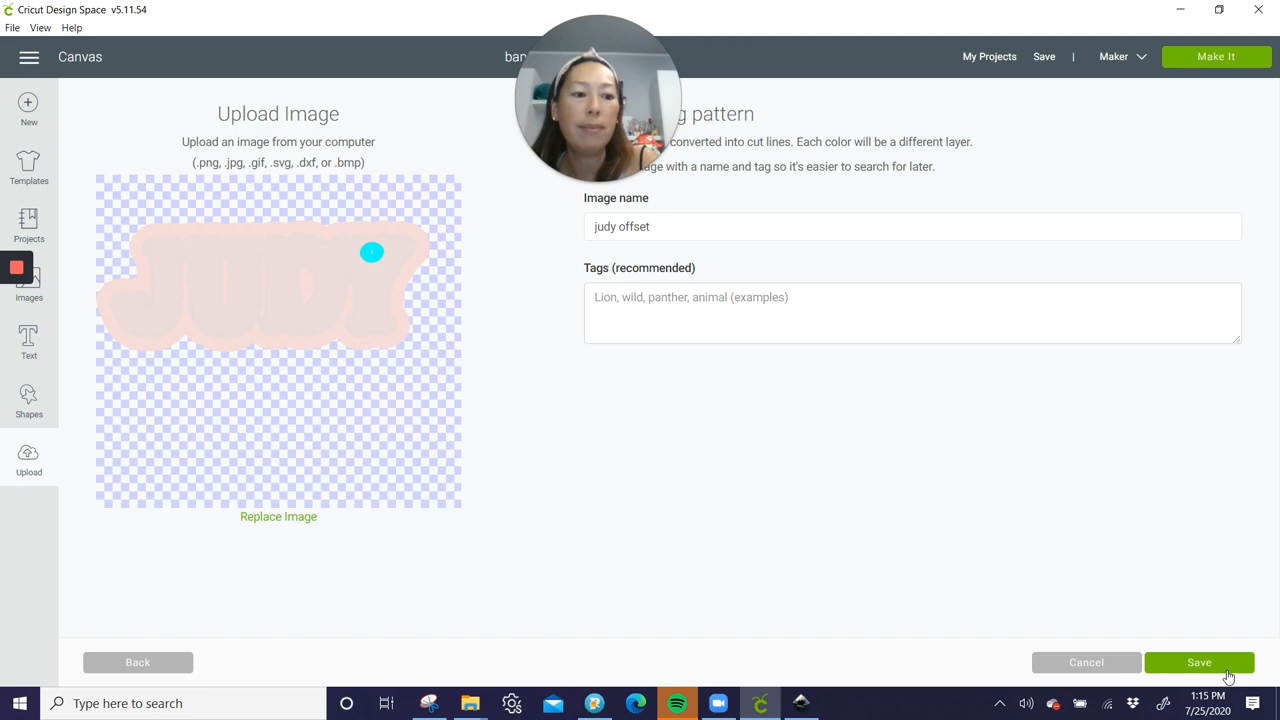 Cricut Design Space v5.11.54
File View Help
Canvas
My Projects Save | Maker Make It
New
Templates
Projects
Images
Text
Shapes
Upload
Upload Image
Upload an image from your computer
(.png, .jpg, .gif, .svg, .dxf, or .bmp)
JUDY
Replace Image
pattern
converted into cut lines. Each color will be a different layer.
with a name and tag so it's easier to search for later.
Image name
judy offset
Tags (recommended)
Lion, wild, panther, animal (examples)
Back
Cancel
Save
Type here to search
1:15 PM
7/25/2020